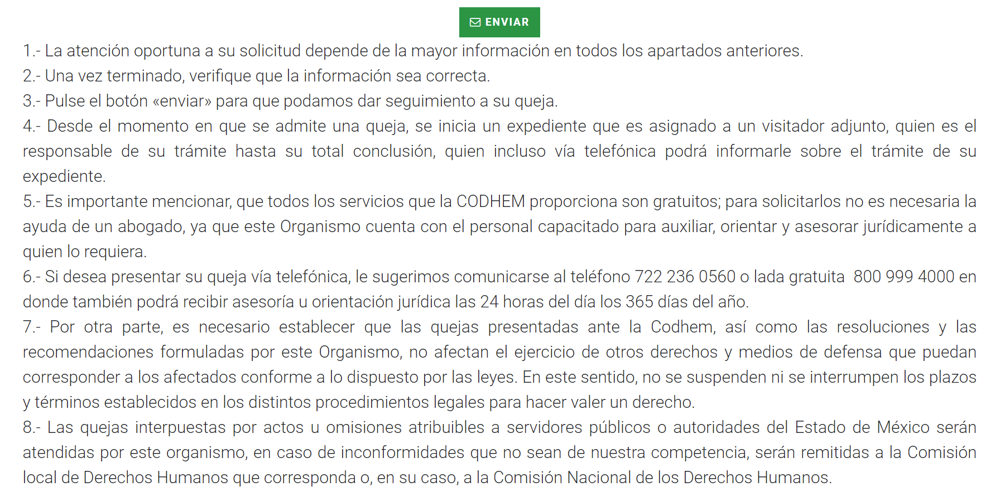 ENVIAR
1.- La atención oportuna a su solicitud depende de la mayor información en todos los apartados anteriores.
2.- Una vez terminado, verifique que la información sea correcta.
3.- Pulse el botón «enviar» para que podamos dar seguimiento a su queja.
4.- Desde el momento en que se admite una queja, se inicia un expediente que es asignado a un visitador adjunto, quien es el
responsable de su trámite hasta su total conclusión, quien incluso vía telefónica podrá informarle sobre el trámite de su
expediente.
5.- Es importante mencionar, que todos los servicios que la CODHEM proporciona son gratuitos; para solicitarlos no es necesaria la
ayuda de un abogado, ya que este Organismo cuenta con el personal capacitado para auxiliar, orientar y asesorar jurídicamente a
quien lo requiera.
6.- Si desea presentar su queja vía telefónica, le sugerimos comunicarse al teléfono 722 236 0560 o lada gratuita  800 999 4000 en
donde también podrá recibir asesoría u orientación jurídica las 24 horas del día los 365 días del año.
7.- Por otra parte, es necesario establecer que las quejas presentadas ante la Codhem, así como las resoluciones y las
recomendaciones formuladas por este Organismo, no afectan el ejercicio de otros derechos y medios de defensa que puedan
corresponder a los afectados conforme a lo dispuesto por las leyes. En este sentido, no se suspenden ni se interrumpen los plazos
y términos establecidos en los distintos procedimientos legales para hacer valer un derecho.
8.- Las quejas interpuestas por actos u omisiones atribuibles a servidores públicos o autoridades del Estado de México serán
atendidas por este organismo, en caso de inconformidades que no sean de nuestra competencia, serán remitidas a la Comisión
local de Derechos Humanos que corresponda o, en su caso, a la Comisión Nacional de los Derechos Humanos.